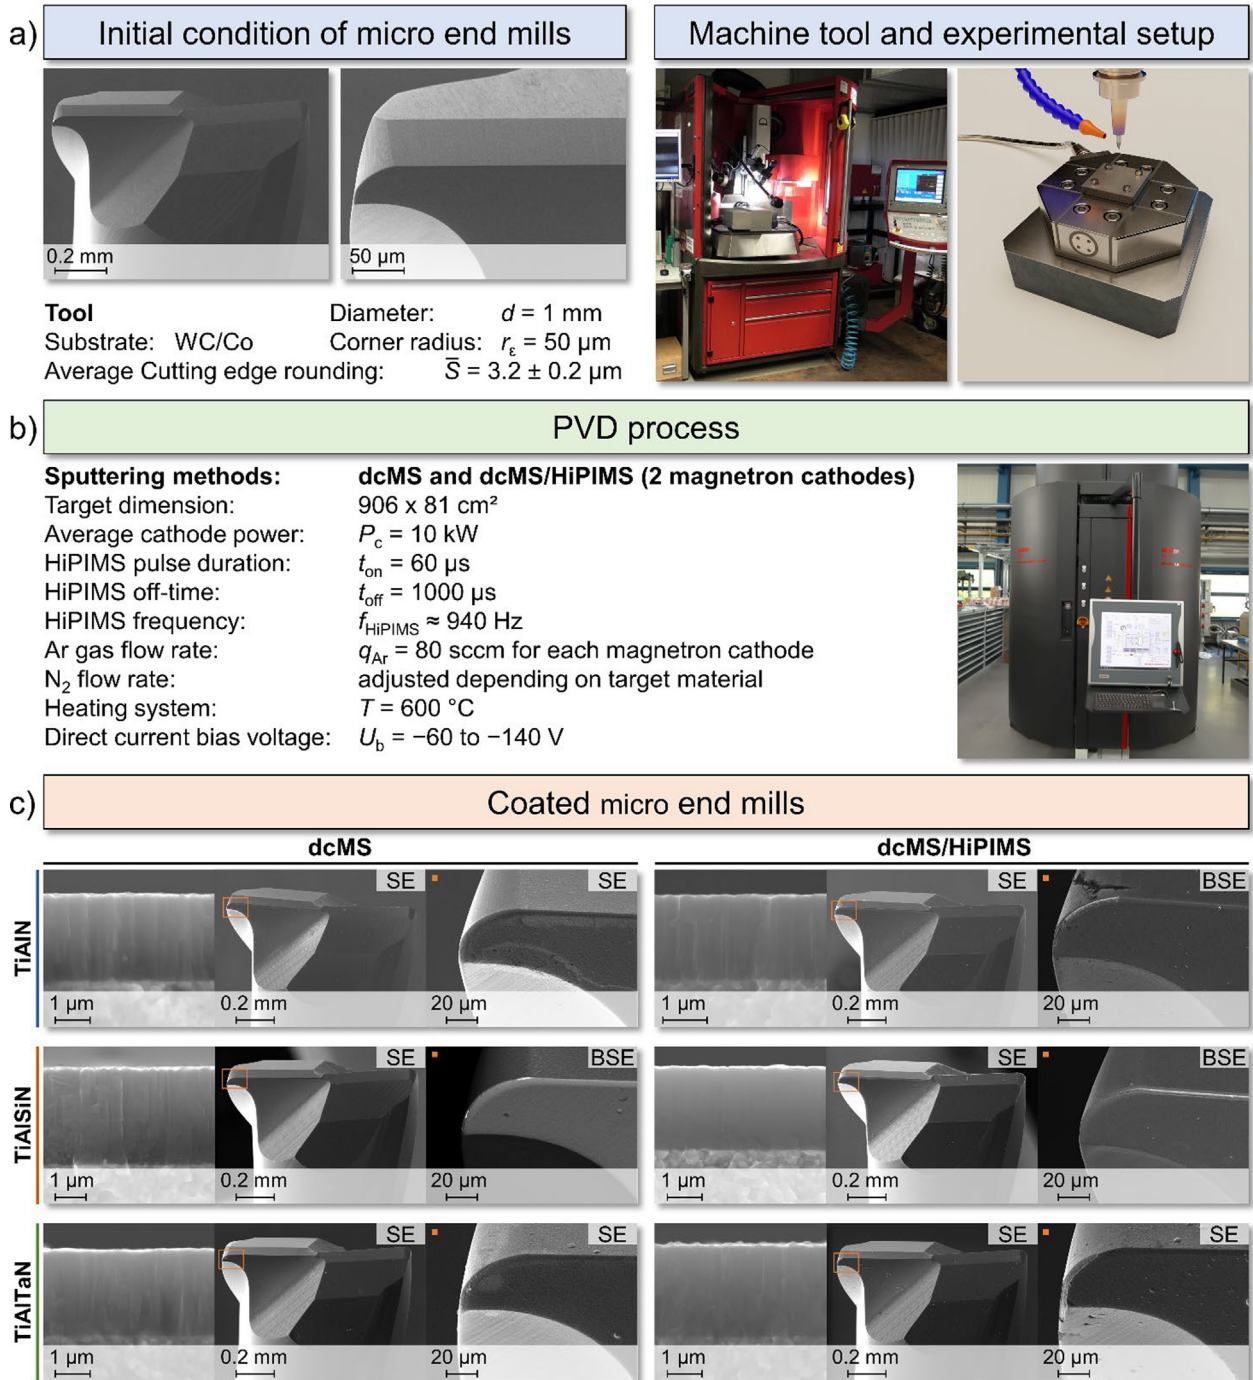 a)
Initial condition of micro end mills
Machine tool and experimental setup
0.2 mm
50 µm
Tool
Diameter: d = 1 mm
Substrate: WC/Co
Corner radius: rε = 50 µm
Average Cutting edge rounding: S̅ = 3.2 ± 0.2 µm
b)
PVD process
Sputtering methods: dcMS and dcMS/HiPIMS (2 magnetron cathodes)
Target dimension: 906 x 81 cm²
Average cathode power: Pc = 10 kW
HiPIMS pulse duration: ton = 60 µs
HiPIMS off-time: toff = 1000 µs
HiPIMS frequency: fHiPIMS ≈ 940 Hz
Ar gas flow rate: qAr = 80 sccm for each magnetron cathode
N₂ flow rate: adjusted depending on target material
Heating system: T = 600 °C
Direct current bias voltage: Ub = −60 to −140 V
c)
Coated micro end mills
dcMS
dcMS/HiPIMS
TiAlN
SE
SE
SE
BSE
1 µm
0.2 mm
20 µm
1 µm
0.2 mm
20 µm
TiAlSiN
SE
BSE
SE
SE
1 µm
0.2 mm
20 µm
1 µm
0.2 mm
20 µm
TiAlTaN
SE
SE
SE
SE
1 µm
0.2 mm
20 µm
1 µm
0.2 mm
20 µm